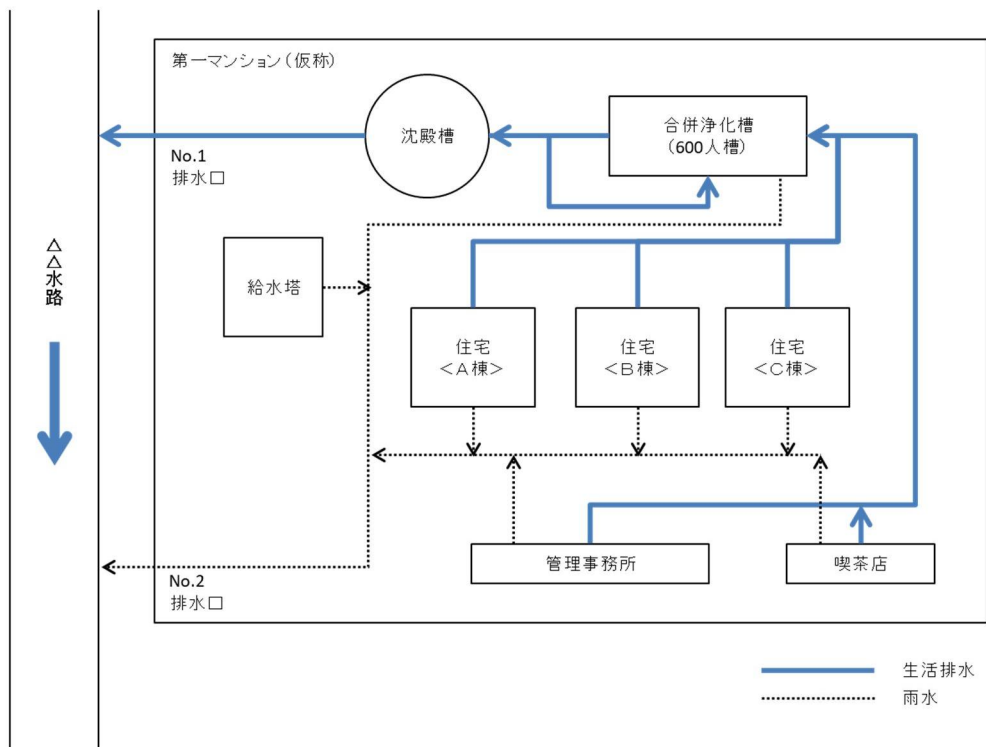 第一マンション(仮称)
沈殿槽
合併浄化槽
(600人槽)
No.1
排水口
△△水路
給水塔
住宅
<A棟>
住宅
<B棟>
住宅
<C棟>
管理事務所
喫茶店
No.2
排水口
生活排水
雨水